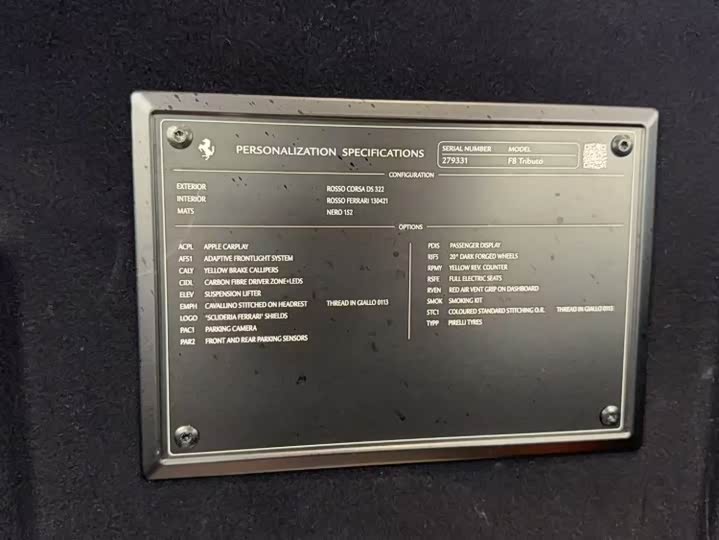 PERSONALIZATION SPECIFICATIONS
SERIAL NUMBER MODEL
279331 F8 Tributo
CONFIGURATION
EXTERIOR ROSSO CORSA DS 322
INTERIOR ROSSO FERRARI 130421
MATS NERO 152
OPTIONS
ACPL APPLE CARPLAY
AFS1 ADAPTIVE FRONTLIGHT SYSTEM
CALY YELLOW BRAKE CALLIPERS
CIDL CARBON FIBRE DRIVER ZONE+LEDS
ELEV SUSPENSION LIFTER
EMPH CAVALLINO STITCHED ON HEADREST THREAD IN GIALLO 0113
LOGO "SCUDERIA FERRARI" SHIELDS
PAC1 PARKING CAMERA
PAR2 FRONT AND REAR PARKING SENSORS
PDIS PASSENGER DISPLAY
RIF5 20" DARK FORGED WHEELS
RPMY YELLOW REV. COUNTER
RSFE FULL ELECTRIC SEATS
RVEN RED AIR VENT GRIP ON DASHBOARD
SMOK SMOKING KIT
STC1 COLOURED STANDARD STITCHING O.R. THREAD IN GIALLO 0113
TYPP PIRELLI TYRES